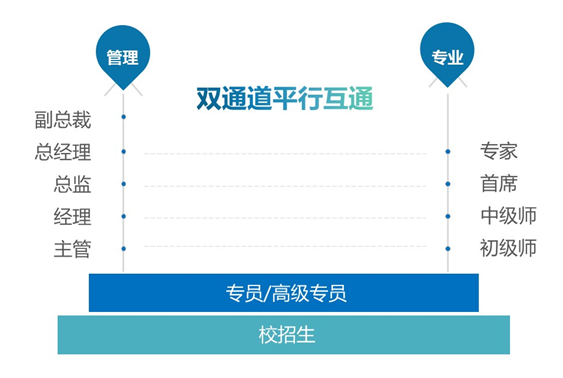 管理
专业
双通道平行互通
副总裁
总经理
专家
总监
首席
经理
中级师
主管
初级师
专员/高级专员
校招生